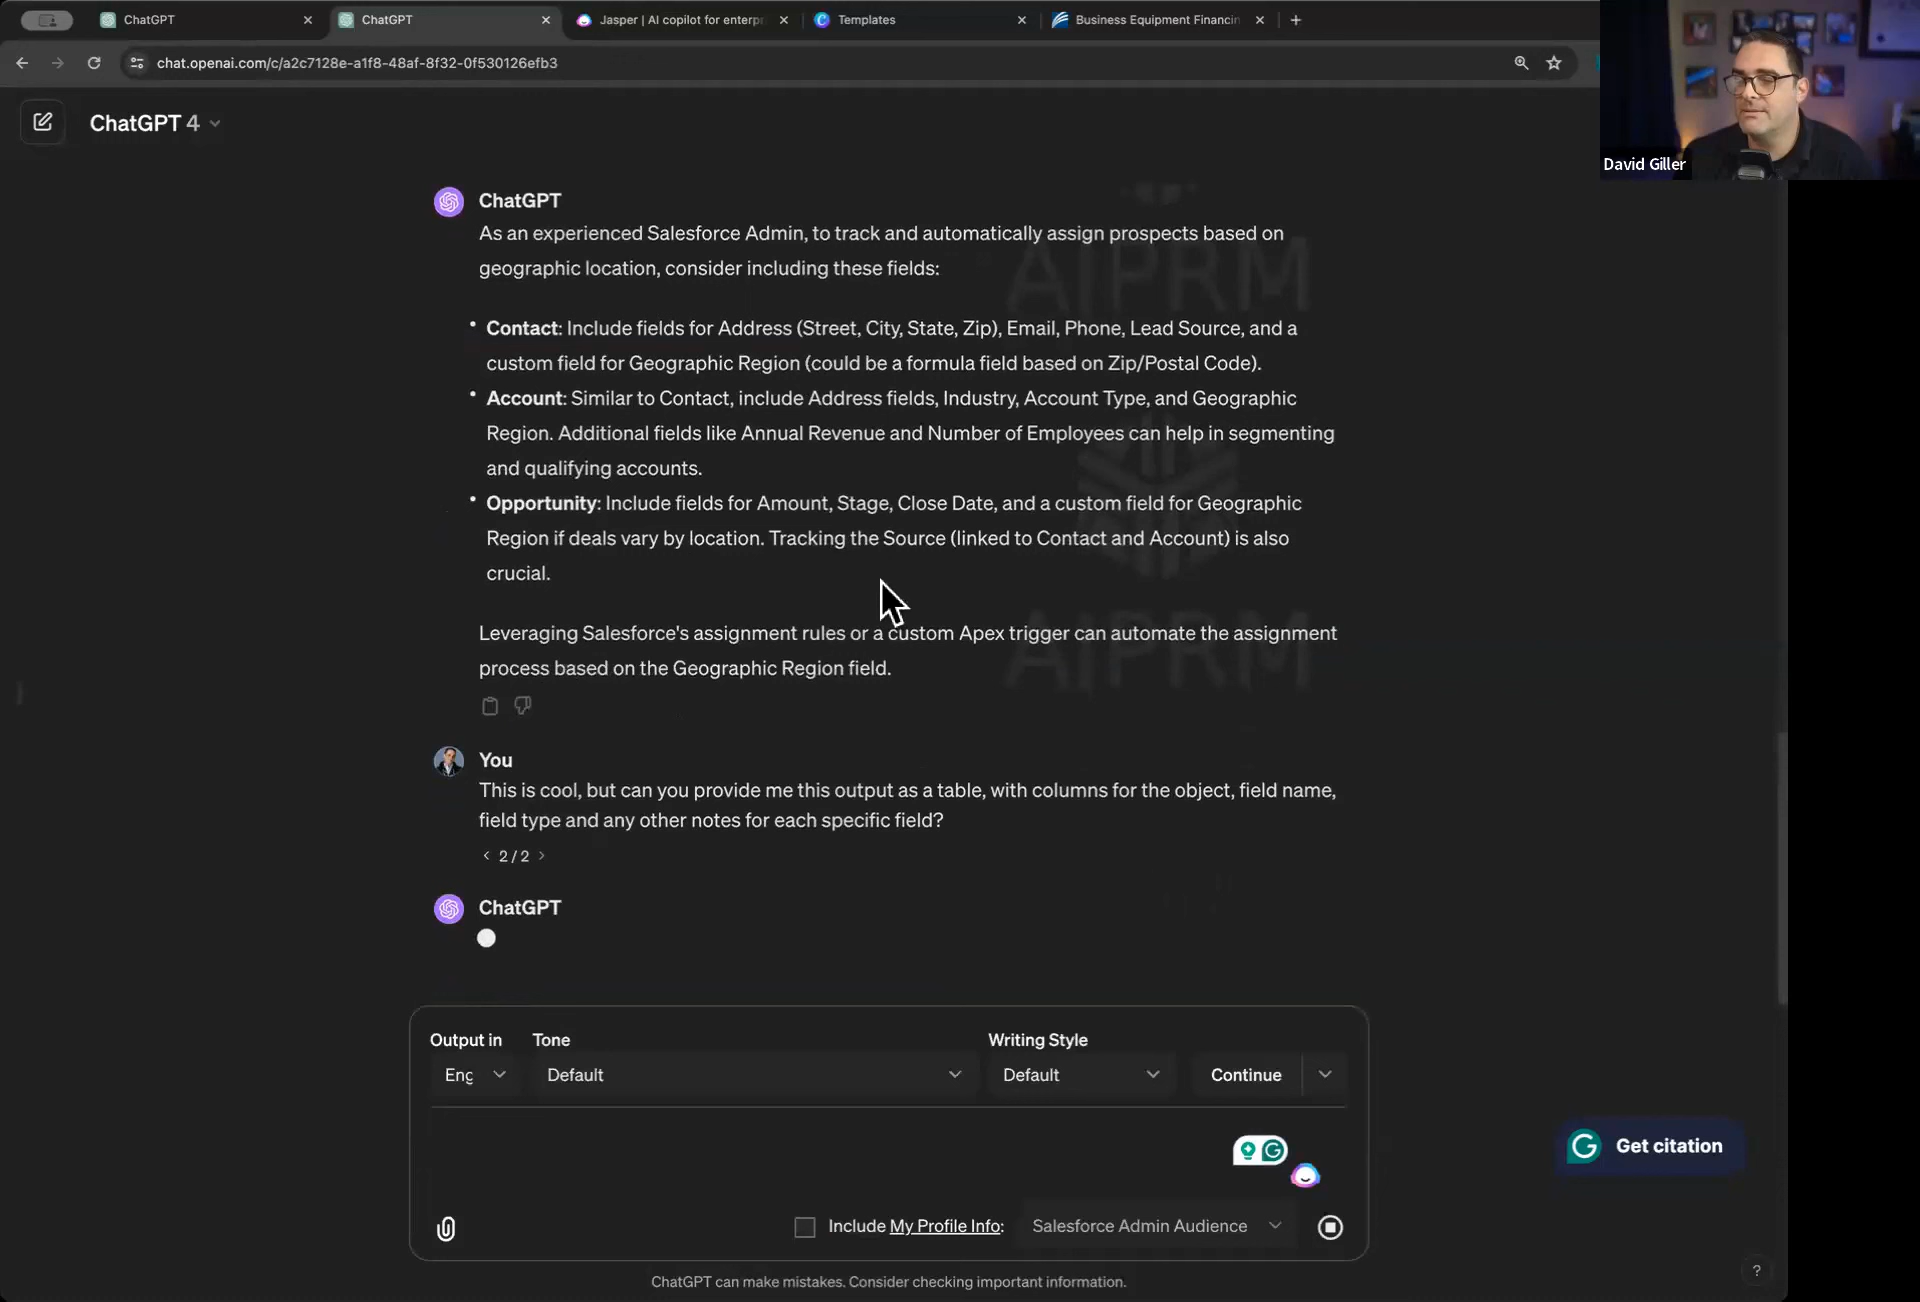 ChatGPT
ChatGPT
Jasper | AI copilot for enterpr
Templates
Business Equipment Financin
chat.openai.com/c/a2c7128e-a1f8-48af-8f32-0f530126efb3
David Giller
ChatGPT 4
ChatGPT
As an experienced Salesforce Admin, to track and automatically assign prospects based on
geographic location, consider including these fields:
• Contact: Include fields for Address (Street, City, State, Zip), Email, Phone, Lead Source, and a
custom field for Geographic Region (could be a formula field based on Zip/Postal Code).
• Account: Similar to Contact, include Address fields, Industry, Account Type, and Geographic
Region. Additional fields like Annual Revenue and Number of Employees can help in segmenting
and qualifying accounts.
• Opportunity: Include fields for Amount, Stage, Close Date, and a custom field for Geographic
Region if deals vary by location. Tracking the Source (linked to Contact and Account) is also
crucial.
Leveraging Salesforce's assignment rules or a custom Apex trigger can automate the assignment
process based on the Geographic Region field.
AIPRM
AIPRM
You
This is cool, but can you provide me this output as a table, with columns for the object, field name,
field type and any other notes for each specific field?
< 2 / 2 >
ChatGPT
Output in Tone Writing Style
Eng Default Default Continue
Get citation
Include My Profile Info: Salesforce Admin Audience
ChatGPT can make mistakes. Consider checking important information.
?